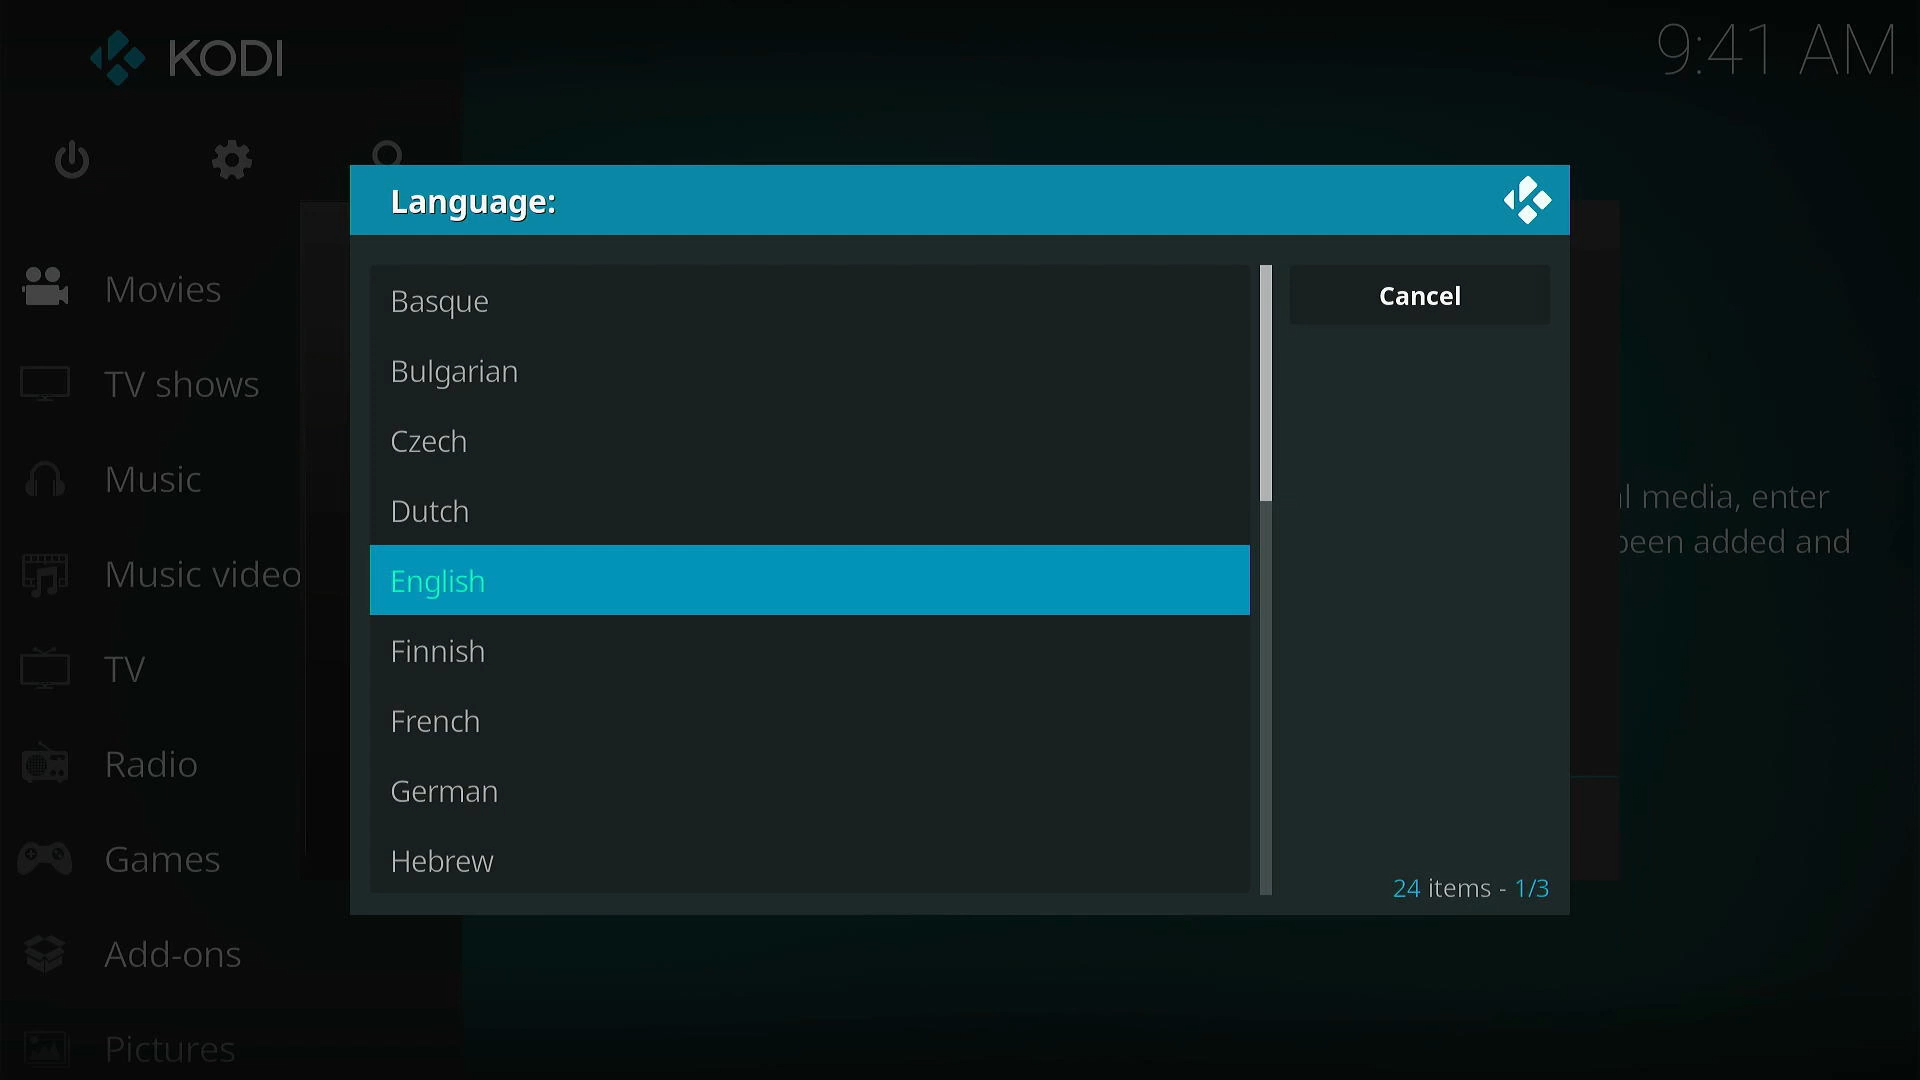 KODI
9:41 AM
Language:
Movies
TV shows
Music
Music video
TV
Radio
Games
Add-ons
Pictures
Basque
Bulgarian
Czech
Dutch
English
Finnish
French
German
Hebrew
Cancel
24 items - 1/3
media, enter
been added and